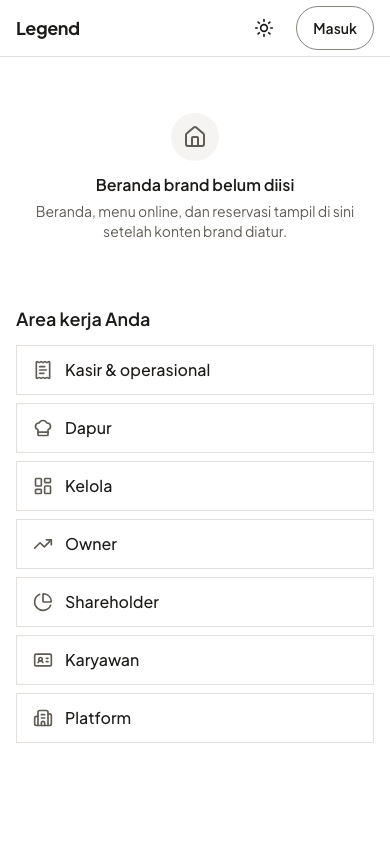 Legend
Masuk
Beranda brand belum diisi
Beranda, menu online, dan reservasi tampil di sini
setelah konten brand diatur.
Area kerja Anda
Kasir & operasional
Dapur
Kelola
Owner
Shareholder
Karyawan
Platform